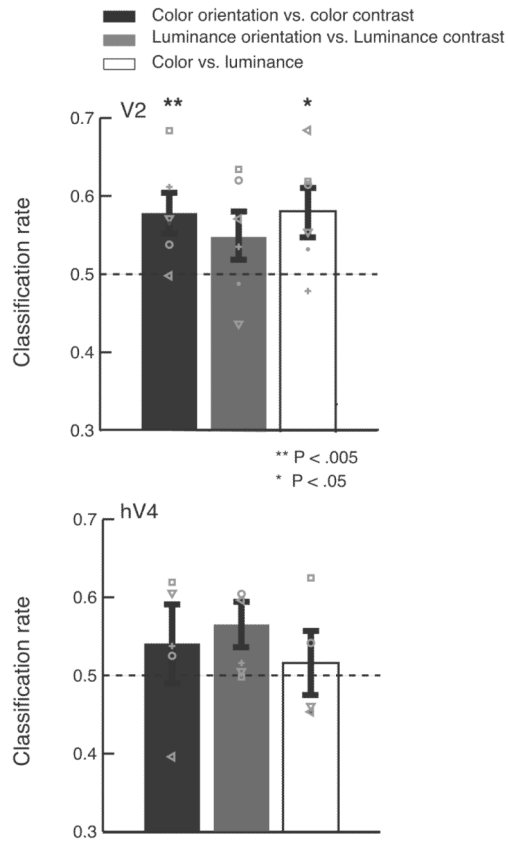 Color orientation vs. color contrast
Luminance orientation vs. Luminance contrast
Color vs. luminance
V2
**
*
0.7
0.6
0.5
0.4
0.3
Classification rate
** P < .005
* P < .05
hV4
0.7
0.6
0.5
0.4
0.3
Classification rate